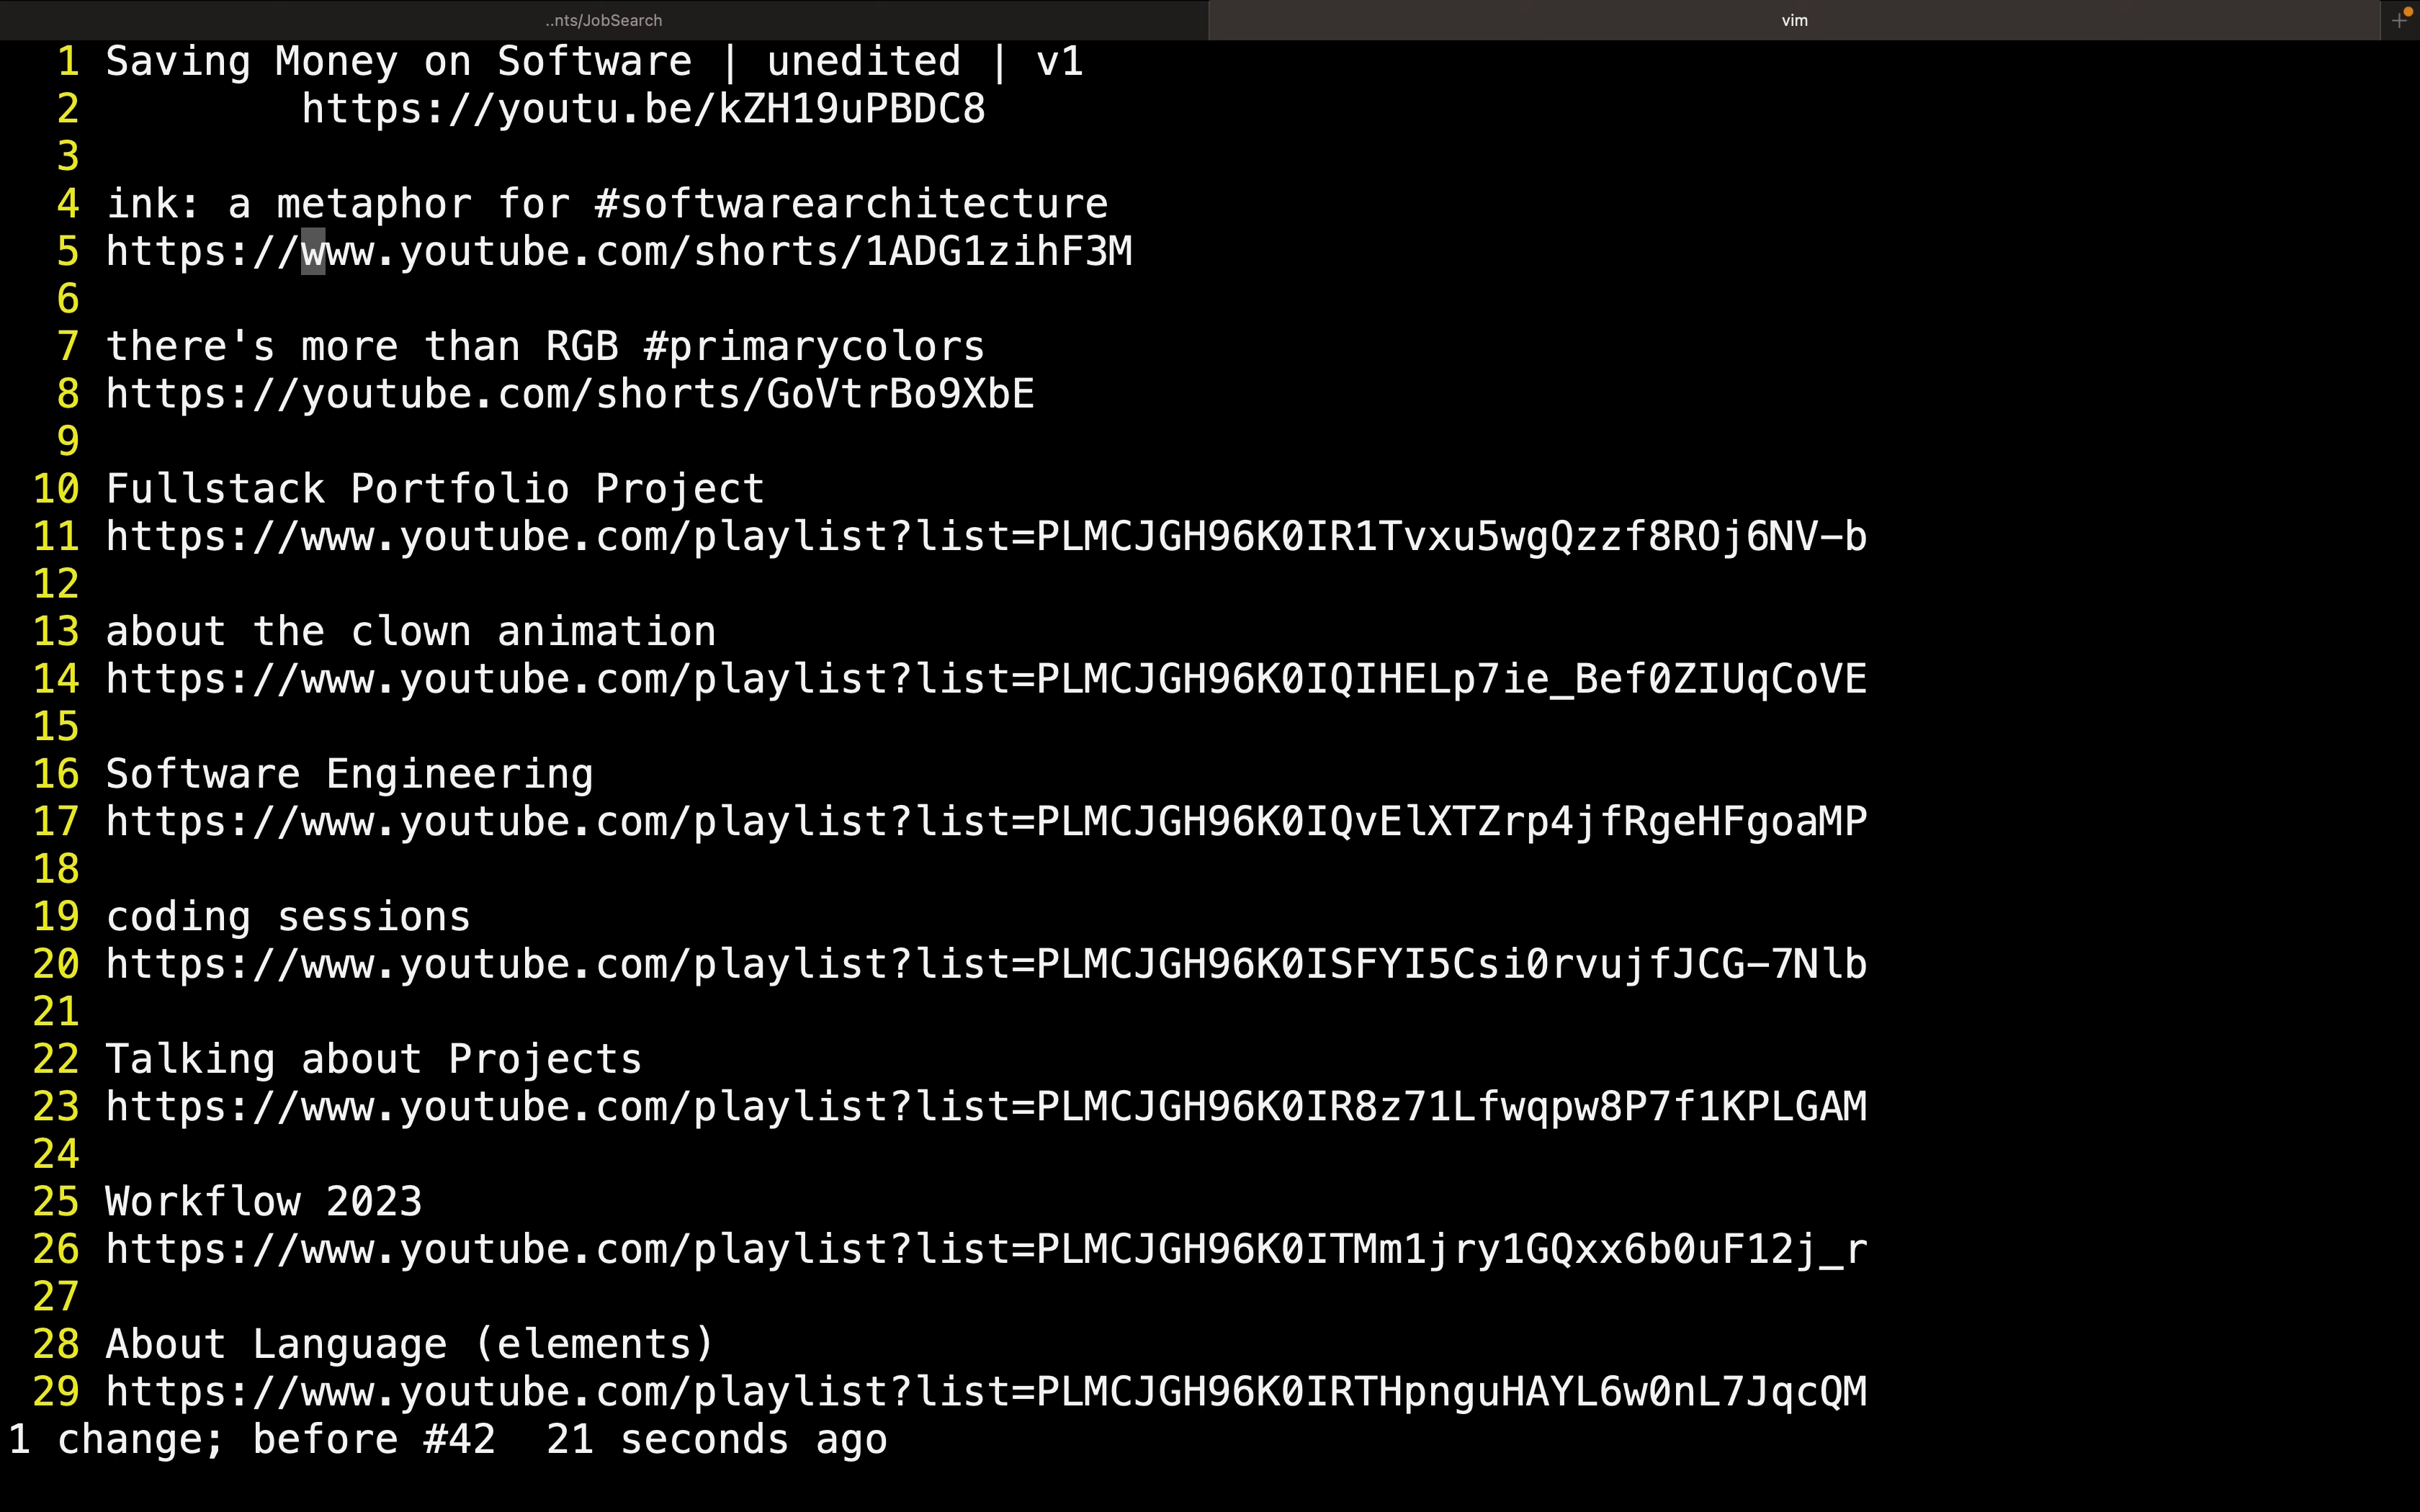 ..nts/JobSearch
vim
+
1 Saving Money on Software | unedited | v1
2 https://youtu.be/kZH19uPBDC8
3
4 ink: a metaphor for #softwarearchitecture
5 https://www.youtube.com/shorts/1ADG1zihF3M
6
7 there's more than RGB #primarycolors
8 https://youtube.com/shorts/GoVtrBo9XbE
9
10 Fullstack Portfolio Project
11 https://www.youtube.com/playlist?list=PLMCJGH96K0IR1Tvxu5wgQzzf8ROj6NV-b
12
13 about the clown animation
14 https://www.youtube.com/playlist?list=PLMCJGH96K0IQIHELp7ie_Bef0ZIUqCoVE
15
16 Software Engineering
17 https://www.youtube.com/playlist?list=PLMCJGH96K0IQvElXTZrp4jfRgeHFgoaMP
18
19 coding sessions
20 https://www.youtube.com/playlist?list=PLMCJGH96K0ISFYI5Csi0rvujfJCG-7Nlb
21
22 Talking about Projects
23 https://www.youtube.com/playlist?list=PLMCJGH96K0IR8z71Lfwqpw8P7f1KPLGAM
24
25 Workflow 2023
26 https://www.youtube.com/playlist?list=PLMCJGH96K0ITMm1jry1GQxx6b0uF12j_r
27
28 About Language (elements)
29 https://www.youtube.com/playlist?list=PLMCJGH96K0IRTHpnguHAYL6w0nL7JqcQM
1 change; before #42  21 seconds ago